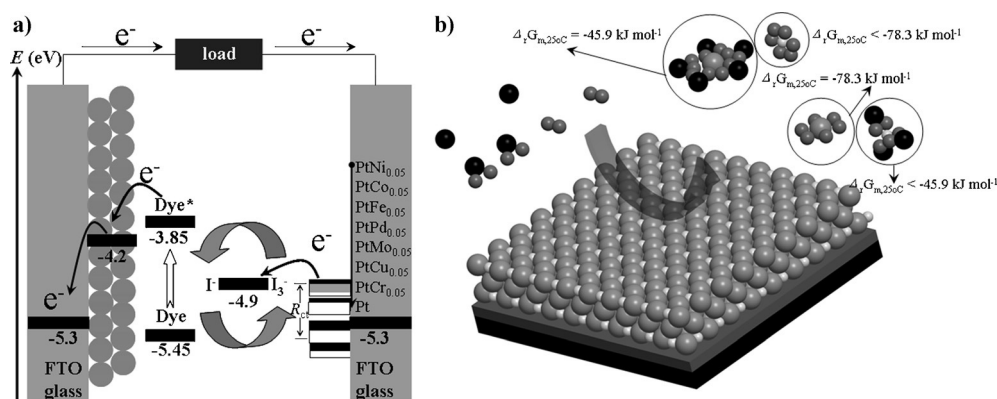 a)
e⁻
load
e⁻
E (eV)
e⁻
Dye*
-3.85
-4.2
e⁻
-5.3
FTO
glass
Dye
-5.45
I⁻
I₃⁻
-4.9
e⁻
R_ct
PtNi₀.₀₅
PtCo₀.₀₅
PtFe₀.₀₅
PtPd₀.₀₅
PtMo₀.₀₅
PtCu₀.₀₅
PtCr₀.₀₅
Pt
-5.3
FTO
glass
b)
ΔᵣGm,25oC = -45.9 kJ mol⁻¹
ΔᵣGm,25oC < -78.3 kJ mol⁻¹
ΔᵣGm,25oC = -78.3 kJ mol⁻¹
ΔᵣGm,25oC < -45.9 kJ mol⁻¹